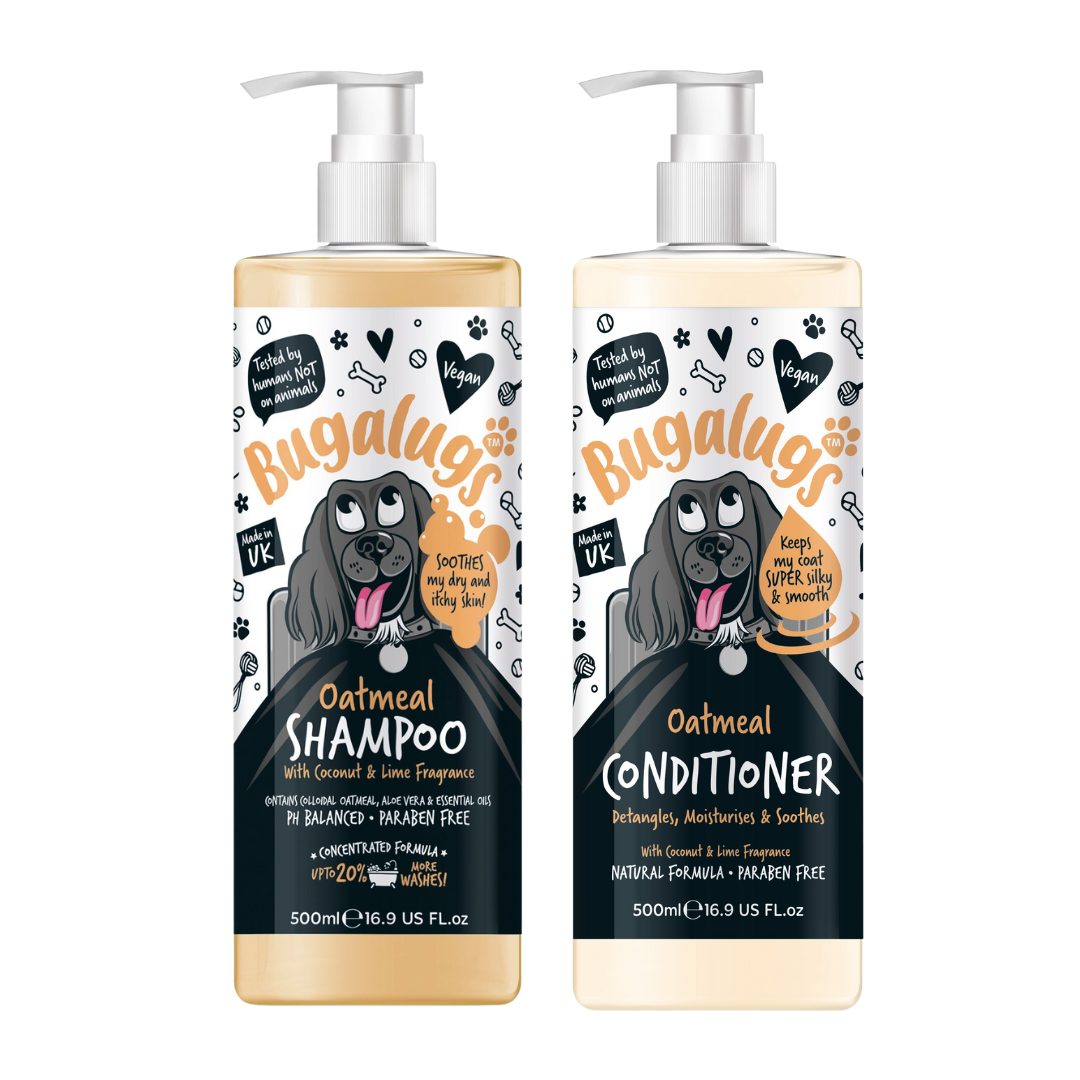 Tested by
humans NOT
on animals
Vegan
Bugalugs TM
Made in
UK
SOOTHES
my dry and
itchy skin!
Oatmeal
SHAMPOO
With Coconut & Lime Fragrance
CONTAINS COLLOIDAL OATMEAL, ALOE VERA & ESSENTIAL OILS
PH BALANCED • PARABEN FREE
CONCENTRATED FORMULA
UPTO 20% MORE
WASHES!
500ml℮16.9 US FL.oz
Tested by
humans NOT
on animals
Vegan
Bugalugs TM
Made in
UK
Keeps
my coat
SUPER silky
& smooth
Oatmeal
CONDITIONER
Detangles, Moisturises & Soothes
With Coconut & Lime Fragrance
NATURAL FORMULA • PARABEN FREE
500ml℮16.9 US FL.oz